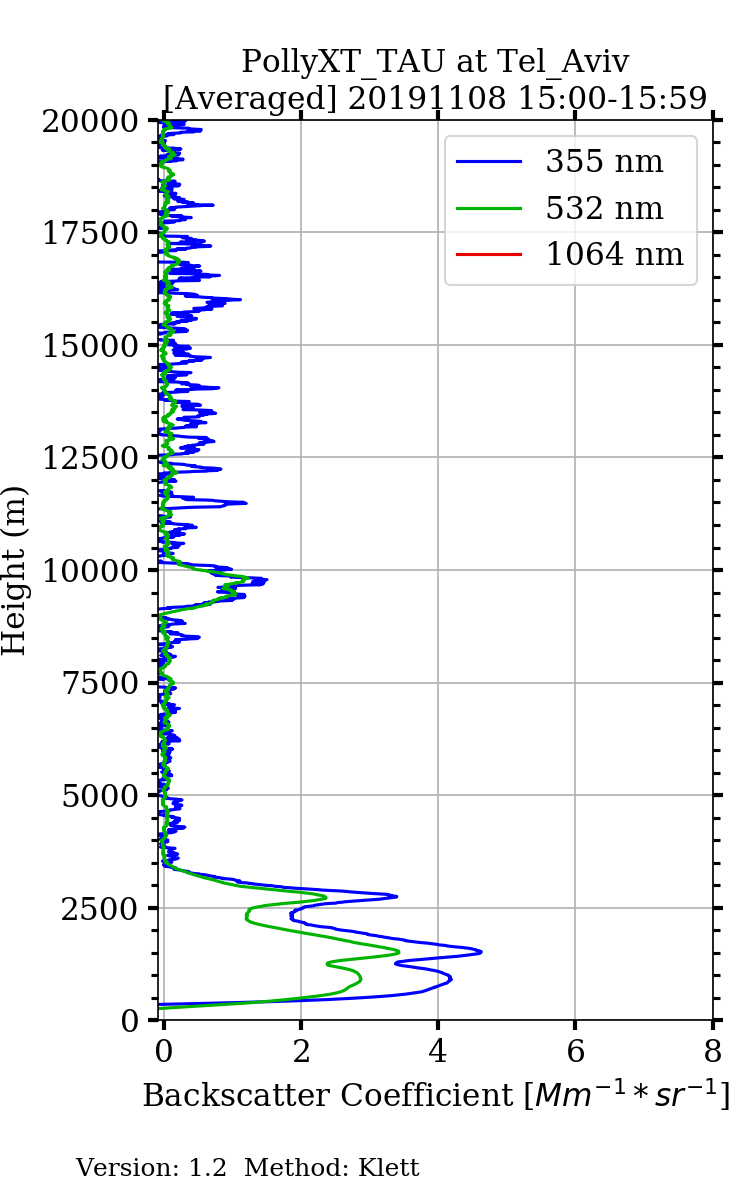 PollyXT_TAU at Tel_Aviv
[Averaged] 20191108 15:00-15:59
355 nm
532 nm
1064 nm
20000
17500
15000
12500
10000
7500
5000
2500
0
Height (m)
0 2 4 6 8
Backscatter Coefficient [Mm⁻¹ * sr⁻¹]
Version: 1.2 Method: Klett